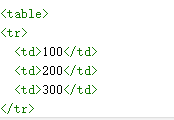 <table>
<tr>
  <td>100</td>
  <td>200</td>
  <td>300</td>
</tr>